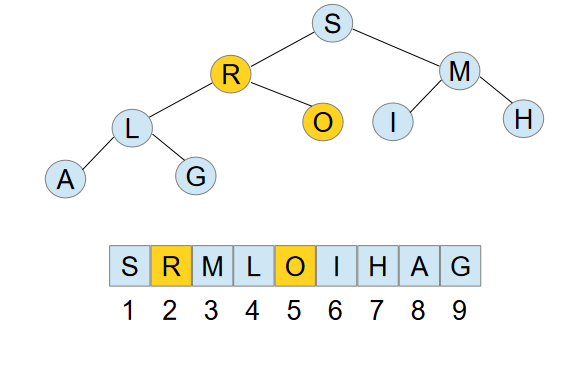 S
R M
L O I H
A G
S R M L O I H A G
1 2 3 4 5 6 7 8 9